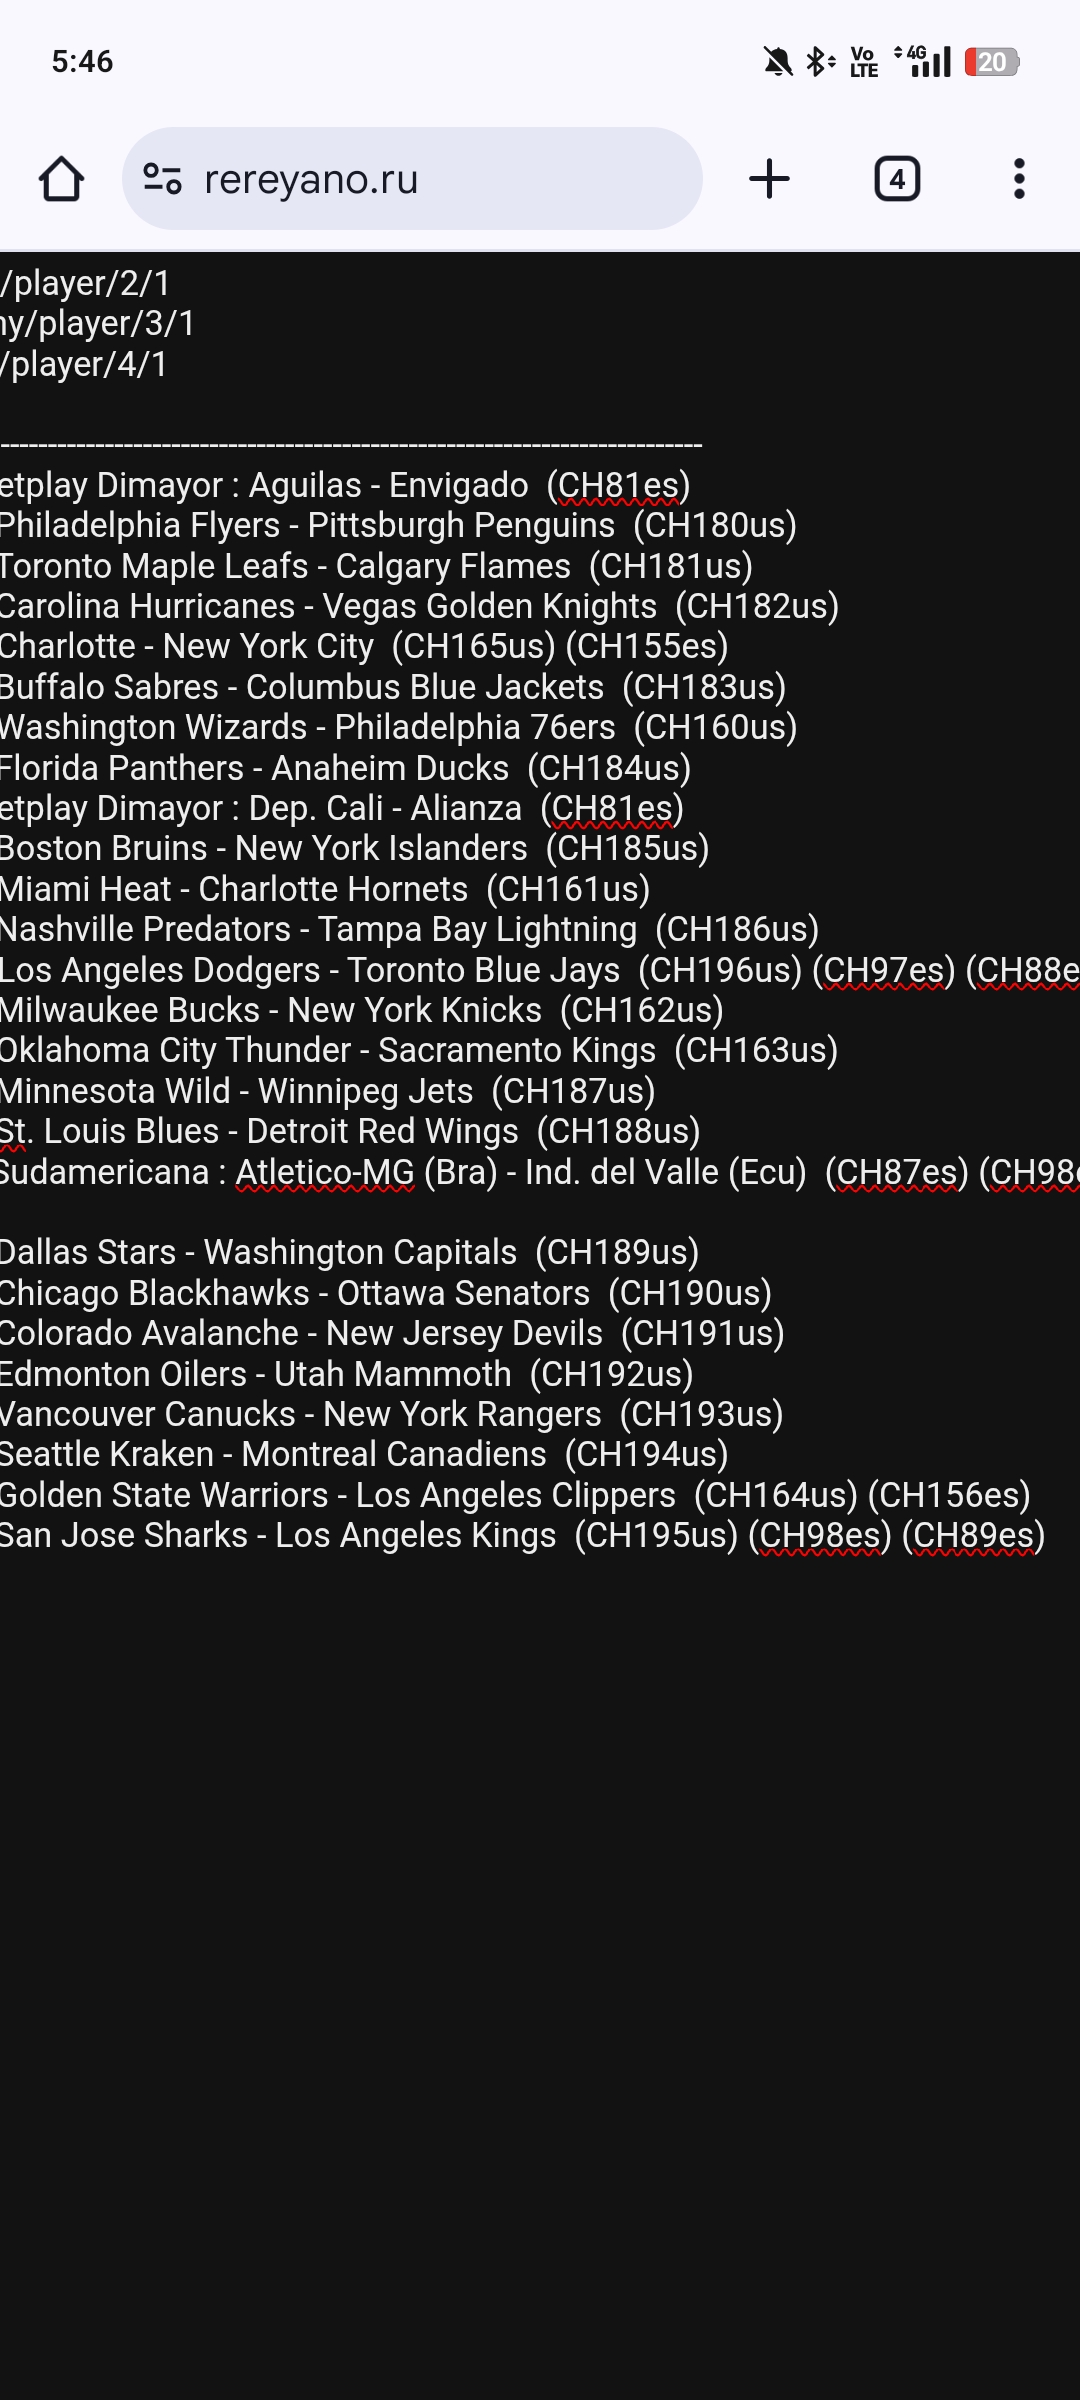 5:46
Vo LTE 4G 20
rereyano.ru
4
/player/2/1
ny/player/3/1
/player/4/1
------------------------------------------------------------------------------
etplay Dimayor : Aguilas - Envigado (CH81es)
Philadelphia Flyers - Pittsburgh Penguins (CH180us)
Toronto Maple Leafs - Calgary Flames (CH181us)
Carolina Hurricanes - Vegas Golden Knights (CH182us)
Charlotte - New York City (CH165us) (CH155es)
Buffalo Sabres - Columbus Blue Jackets (CH183us)
Washington Wizards - Philadelphia 76ers (CH160us)
Florida Panthers - Anaheim Ducks (CH184us)
etplay Dimayor : Dep. Cali - Alianza (CH81es)
Boston Bruins - New York Islanders (CH185us)
Miami Heat - Charlotte Hornets (CH161us)
Nashville Predators - Tampa Bay Lightning (CH186us)
Los Angeles Dodgers - Toronto Blue Jays (CH196us) (CH97es) (CH88e
Milwaukee Bucks - New York Knicks (CH162us)
Oklahoma City Thunder - Sacramento Kings (CH163us)
Minnesota Wild - Winnipeg Jets (CH187us)
St. Louis Blues - Detroit Red Wings (CH188us)
Sudamericana : Atletico-MG (Bra) - Ind. del Valle (Ecu) (CH87es) (CH98e
Dallas Stars - Washington Capitals (CH189us)
Chicago Blackhawks - Ottawa Senators (CH190us)
Colorado Avalanche - New Jersey Devils (CH191us)
Edmonton Oilers - Utah Mammoth (CH192us)
Vancouver Canucks - New York Rangers (CH193us)
Seattle Kraken - Montreal Canadiens (CH194us)
Golden State Warriors - Los Angeles Clippers (CH164us) (CH156es)
San Jose Sharks - Los Angeles Kings (CH195us) (CH98es) (CH89es)